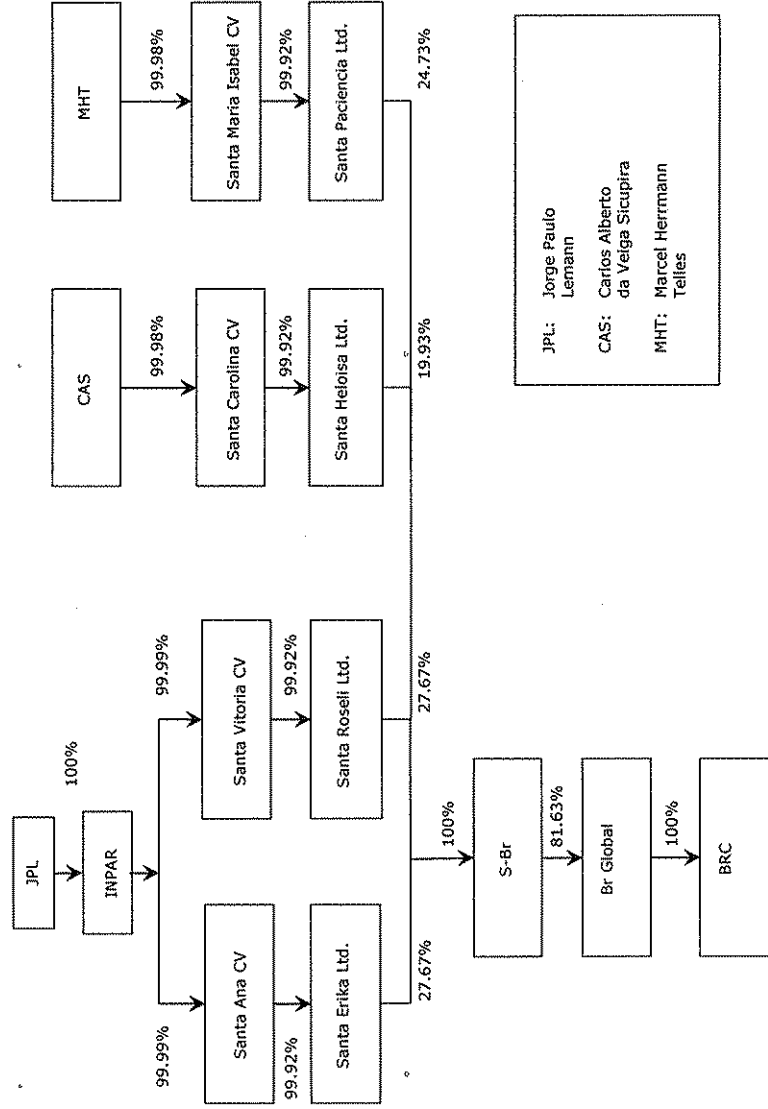 JPL
100%
INPAR
99.99%
99.99%
Santa Ana CV
Santa Vitoria CV
99.92%
99.92%
Santa Erika Ltd.
Santa Roseli Ltd.
27.67%
27.67%
CAS
99.98%
Santa Carolina CV
99.92%
Santa Heloisa Ltd.
19.93%
MHT
99.98%
Santa Maria Isabel CV
99.92%
Santa Paciencia Ltd.
24.73%
100%
S-Br
81.63%
Br Global
100%
BRC
JPL: Jorge Paulo
Lemann
CAS: Carlos Alberto
da Veiga Sicupira
MHT: Marcel Herrmann
Telles